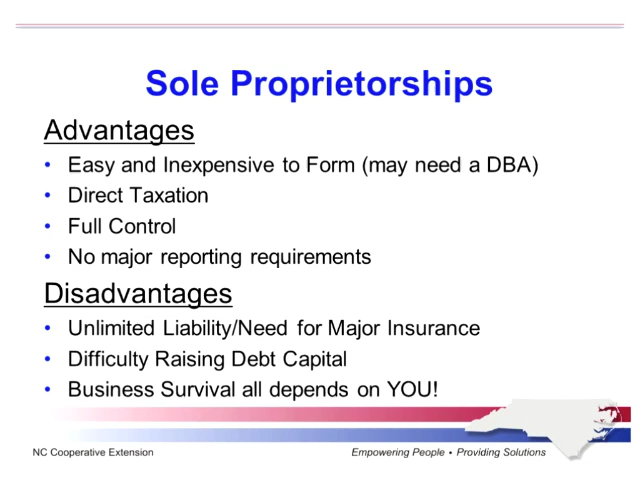 Sole Proprietorships
Advantages
• Easy and Inexpensive to Form (may need a DBA)
• Direct Taxation
• Full Control
• No major reporting requirements
Disadvantages
• Unlimited Liability/Need for Major Insurance
• Difficulty Raising Debt Capital
• Business Survival all depends on YOU!
NC Cooperative Extension
Empowering People • Providing Solutions